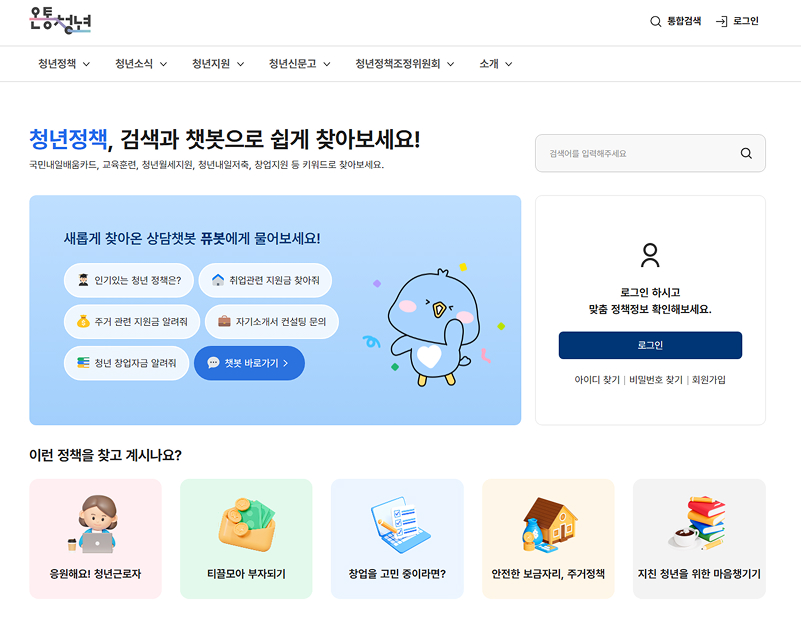 온통청년
통합검색 로그인
청년정책 청년소식 청년지원 청년신문고 청년정책조정위원회 소개
청년정책, 검색과 챗봇으로 쉽게 찾아보세요!
국민내일배움카드, 교육훈련, 청년월세지원, 청년내일저축, 창업지원 등 키워드로 찾아보세요.
검색어를 입력해주세요
새롭게 찾아온 상담챗봇 퓨봇에게 물어보세요!
인기있는 청년 정책은? 취업관련 지원금 찾아줘
주거 관련 지원금 알려줘 자기소개서 컨설팅 문의
청년 창업자금 알려줘 챗봇 바로가기
로그인 하시고
맞춤 정책정보 확인해보세요.
로그인
아이디 찾기 | 비밀번호 찾기 | 회원가입
이런 정책을 찾고 계시나요?
응원해요! 청년근로자 티끌모아 부자되기 창업을 고민 중이라면? 안전한 보금자리, 주거정책 지친 청년을 위한 마음챙기기